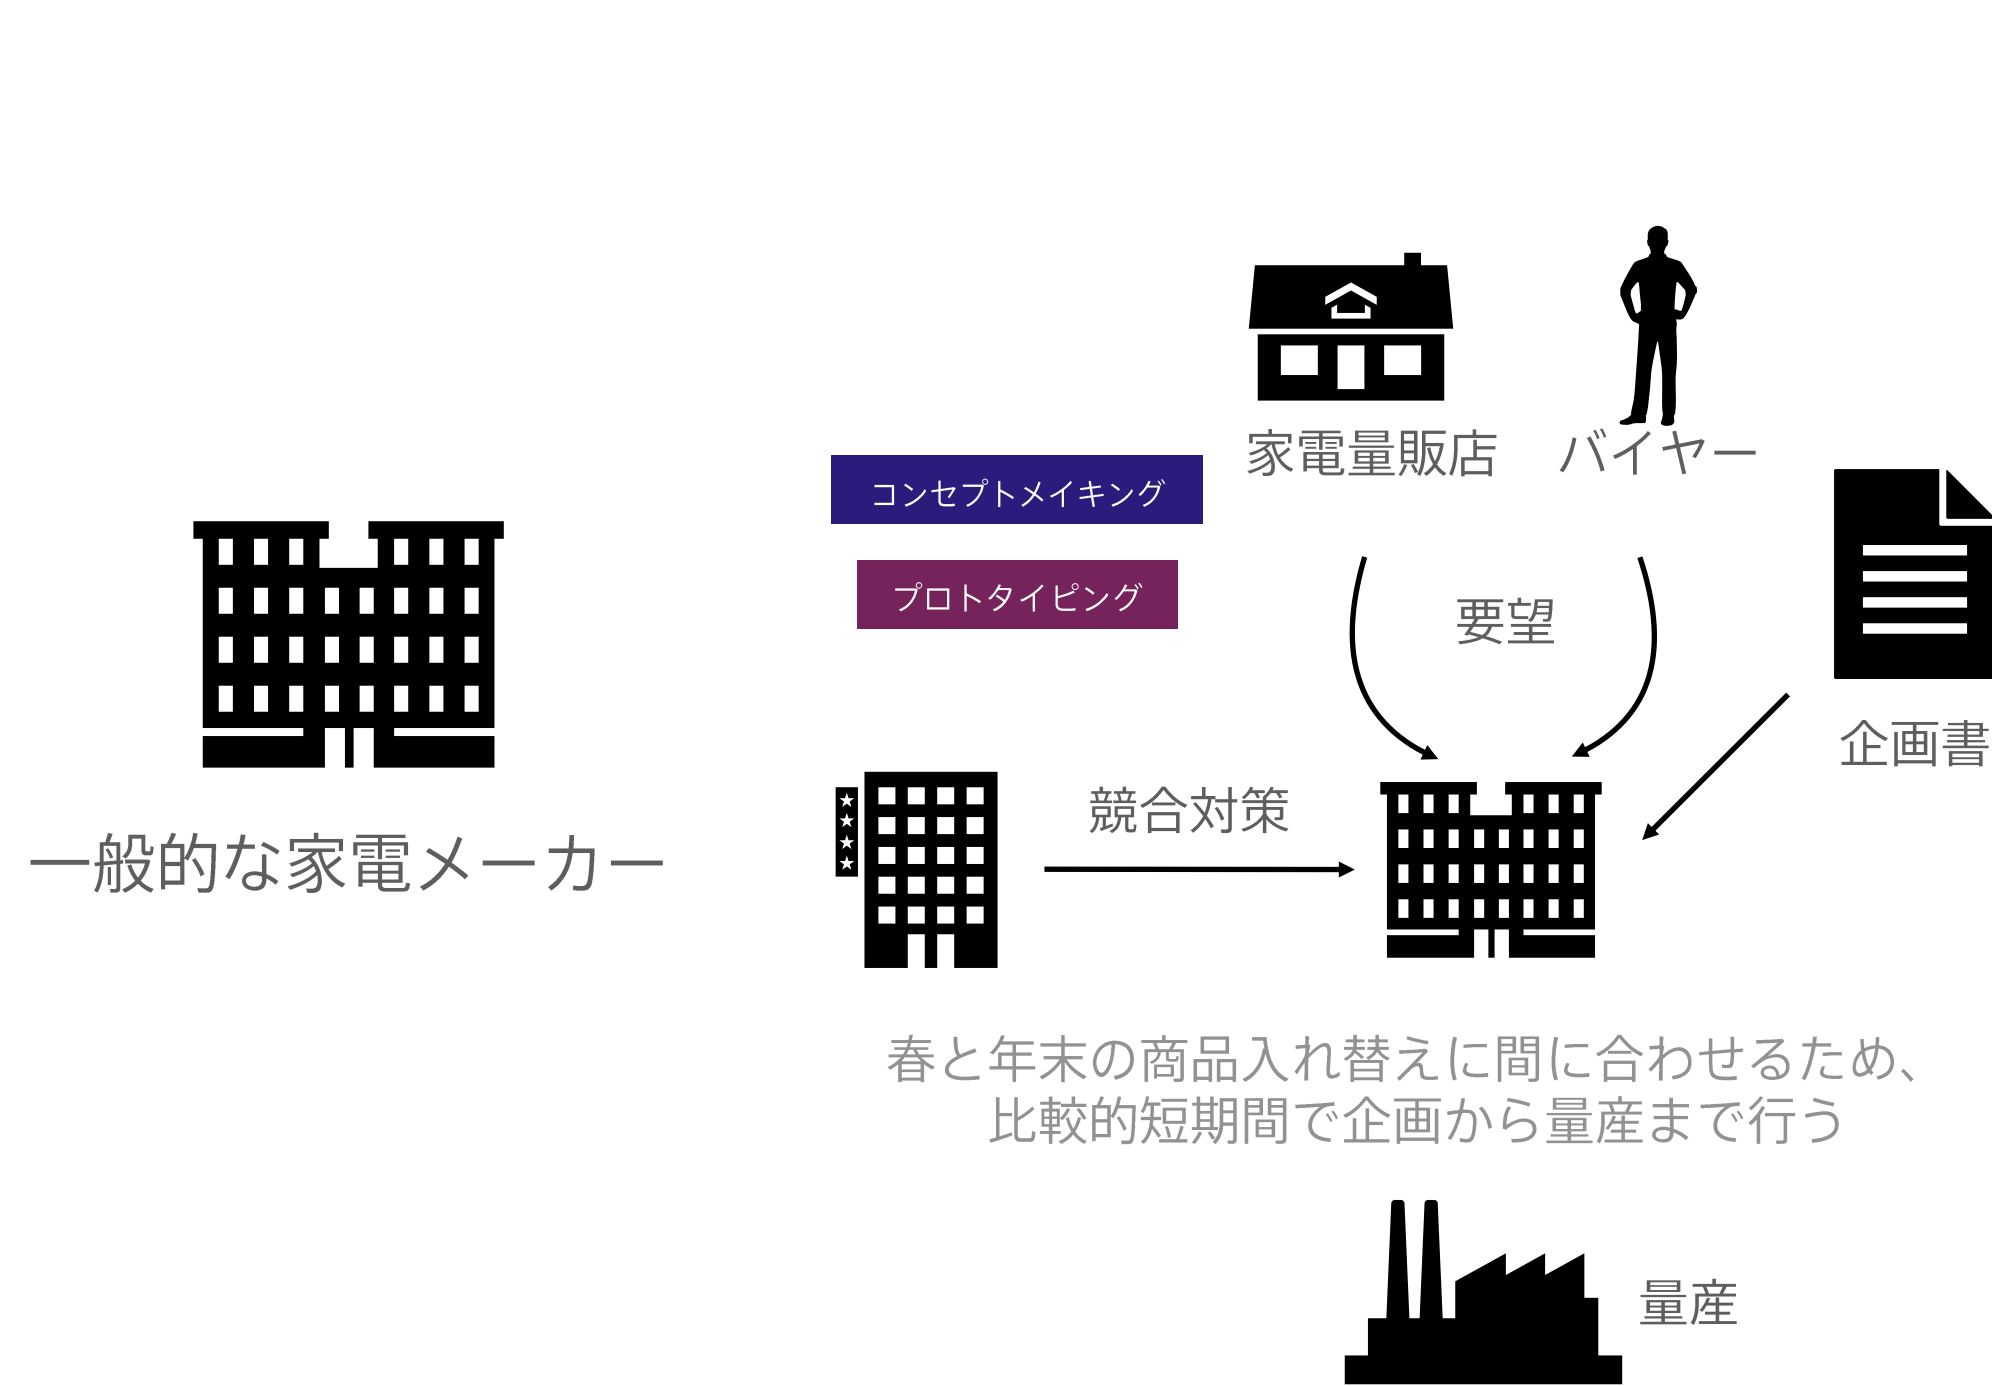 一般的な家電メーカー
コンセプトメイキング
プロトタイピング
家電量販店
バイヤー
要望
企画書
競合対策
春と年末の商品入れ替えに間に合わせるため、
比較的短期間で企画から量産まで行う
量産